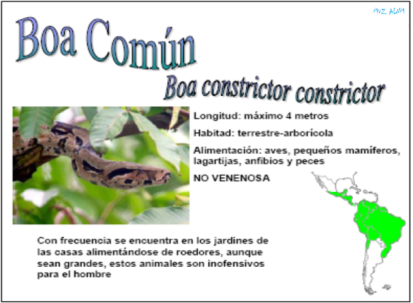 MVZ. AUM
Boa Común
Boa constrictor constrictor
Longitud: máximo 4 metros
Habitad: terrestre-arborícola
Alimentación: aves, pequeños mamíferos,
lagartijas, anfibios y peces
NO VENENOSA
Con frecuencia se encuentra en los jardines de
las casas alimentándose de roedores, aunque
sean grandes, estos animales son inofensivos
para el hombre